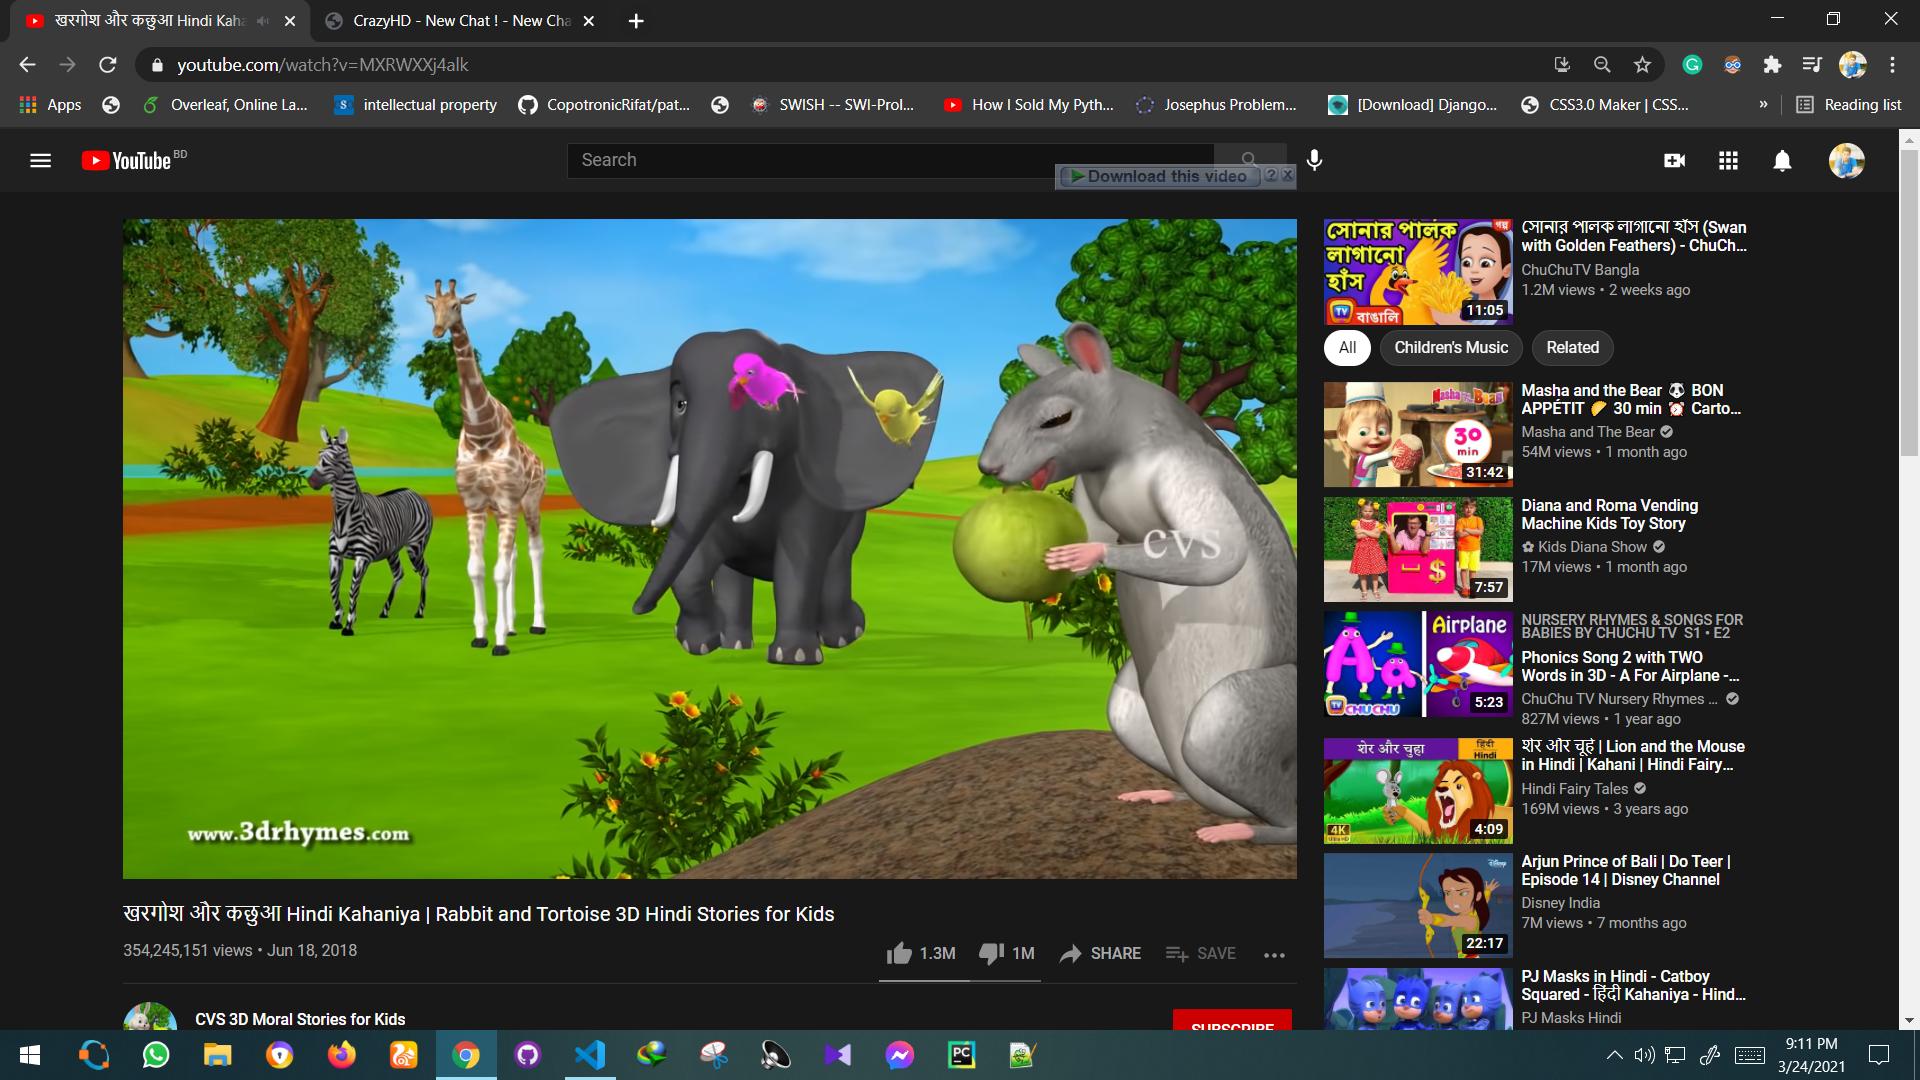 खरगोश और कछुआ Hindi Kaha
CrazyHD - New Chat ! - New Cha
youtube.com/watch?v=MXRWXXj4alk
Apps
Overleaf, Online La...
intellectual property
CopotronicRifat/pat...
SWISH -- SWI-Prol...
How I Sold My Pyth...
Josephus Problem...
[Download] Django...
CSS3.0 Maker | CSS...
»
Reading list
YouTube BD
Search
Download this video
সোনার পালক
লাগানো
হাঁস
গল্প
TV বাঙালি
11:05
সোনার পালক লাগানো হাঁস (Swan
with Golden Feathers) - ChuCh...
ChuChuTV Bangla
1.2M views • 2 weeks ago
All
Children's Music
Related
Masha and the Bear
30
min
31:42
Masha and the Bear 🐼 BON
APPÉTIT 🌮 30 min ⏰ Carto...
Masha and The Bear
54M views • 1 month ago
$
7:57
Diana and Roma Vending
Machine Kids Toy Story
✿ Kids Diana Show
17M views • 1 month ago
A a
Airplane
TV CHUCHU
5:23
NURSERY RHYMES & SONGS FOR
BABIES BY CHUCHU TV S1 • E2
Phonics Song 2 with TWO
Words in 3D - A For Airplane -...
ChuChu TV Nursery Rhymes ...
827M views • 1 year ago
शेर और चुहा
हिंदी
Hindi
4K
4:09
शेर और चूहे | Lion and the Mouse
in Hindi | Kahani | Hindi Fairy...
Hindi Fairy Tales
169M views • 3 years ago
Disney
22:17
Arjun Prince of Bali | Do Teer |
Episode 14 | Disney Channel
Disney India
7M views • 7 months ago
PJ Masks in Hindi - Catboy
Squared - हिंदी Kahaniya - Hind...
PJ Masks Hindi
cvs
www.3drhymes.com
खरगोश और कछुआ Hindi Kahaniya | Rabbit and Tortoise 3D Hindi Stories for Kids
354,245,151 views • Jun 18, 2018
1.3M
1M
SHARE
SAVE
CVS 3D Moral Stories for Kids
SUBSCRIBE
PC
9:11 PM
3/24/2021